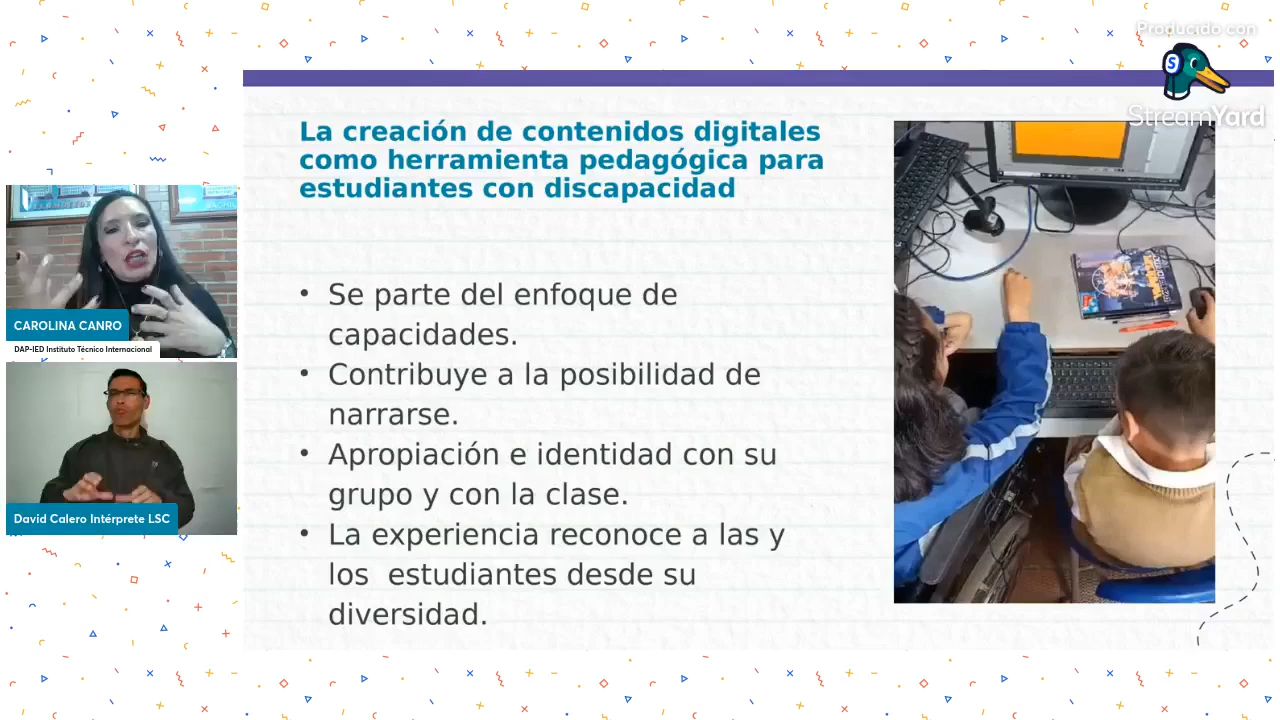 Producido con
StreamYard
La creación de contenidos digitales
como herramienta pedagógica para
estudiantes con discapacidad
• Se parte del enfoque de
capacidades.
• Contribuye a la posibilidad de
narrarse.
• Apropiación e identidad con su
grupo y con la clase.
• La experiencia reconoce a las y
los estudiantes desde su
diversidad.
CAROLINA CANRO
DAP-IED Instituto Técnico Internacional
David Calero Intérprete LSC